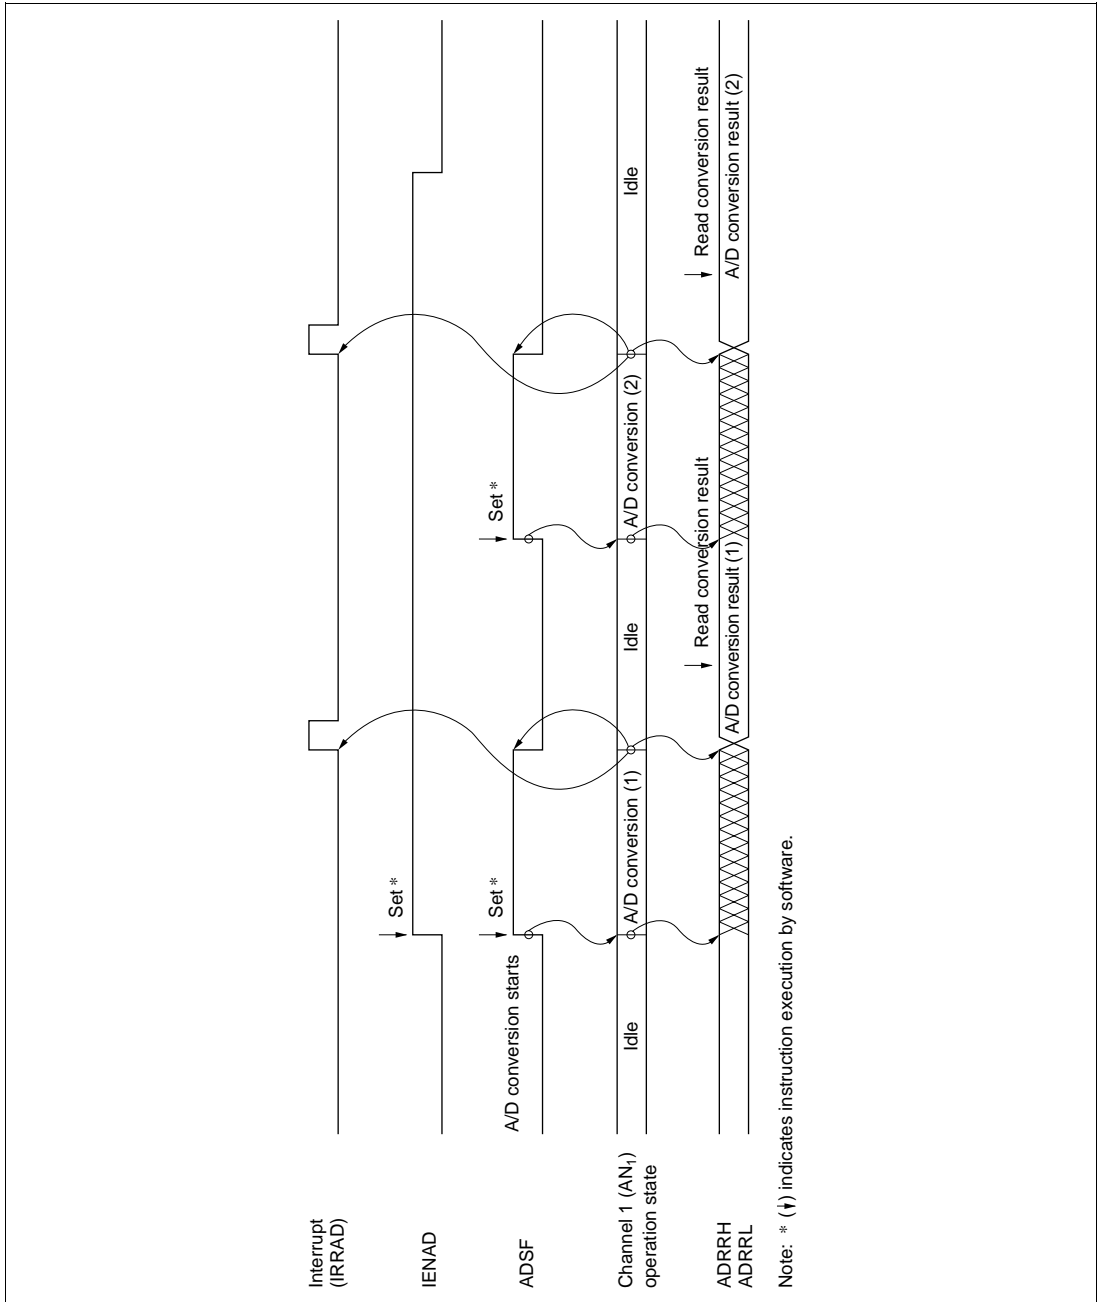 Interrupt
(IRRAD)
IENAD
Set *
ADSF
A/D conversion starts
Set *
Set *
Channel 1 (AN1)
operation state
Idle
A/D conversion (1)
Idle
A/D conversion (2)
Idle
Read conversion result
Read conversion result
ADRRH
ADRRL
A/D conversion result (1)
A/D conversion result (2)
Note: * (↓) indicates instruction execution by software.